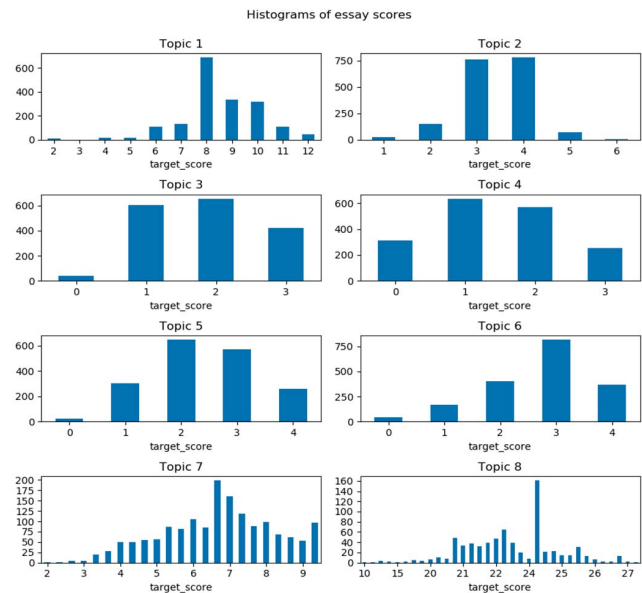 Histograms of essay scores
Topic 1
600
400
200
0
2 3 4 5 6 7 8 9 10 11 12
target_score
Topic 2
750
500
250
0
1 2 3 4 5 6
target_score
Topic 3
600
400
200
0
0 1 2 3
target_score
Topic 4
600
400
200
0
0 1 2 3
target_score
Topic 5
600
400
200
0
0 1 2 3 4
target_score
Topic 6
750
500
250
0
0 1 2 3 4
target_score
Topic 7
200
175
150
125
100
75
50
25
0
2 3 4 5 6 7 8 9
target_score
Topic 8
160
140
120
100
80
60
40
20
0
10 15 20 21 22 23 24 25 26 27
target_score